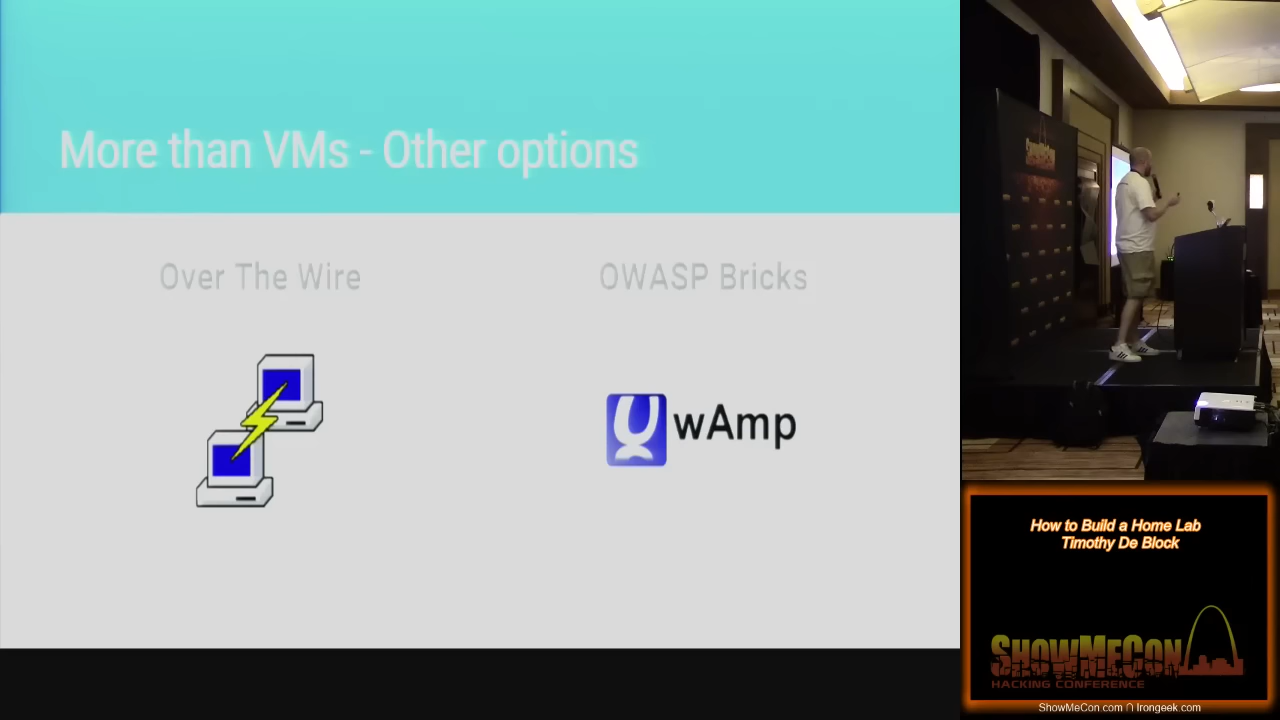 More than VMs - Other options
Over The Wire
OWASP Bricks
UwAmp
How to Build a Home Lab
Timothy De Block
ShowMeCon
HACKING CONFERENCE
ShowMeCon.com ∩ Irongeek.com